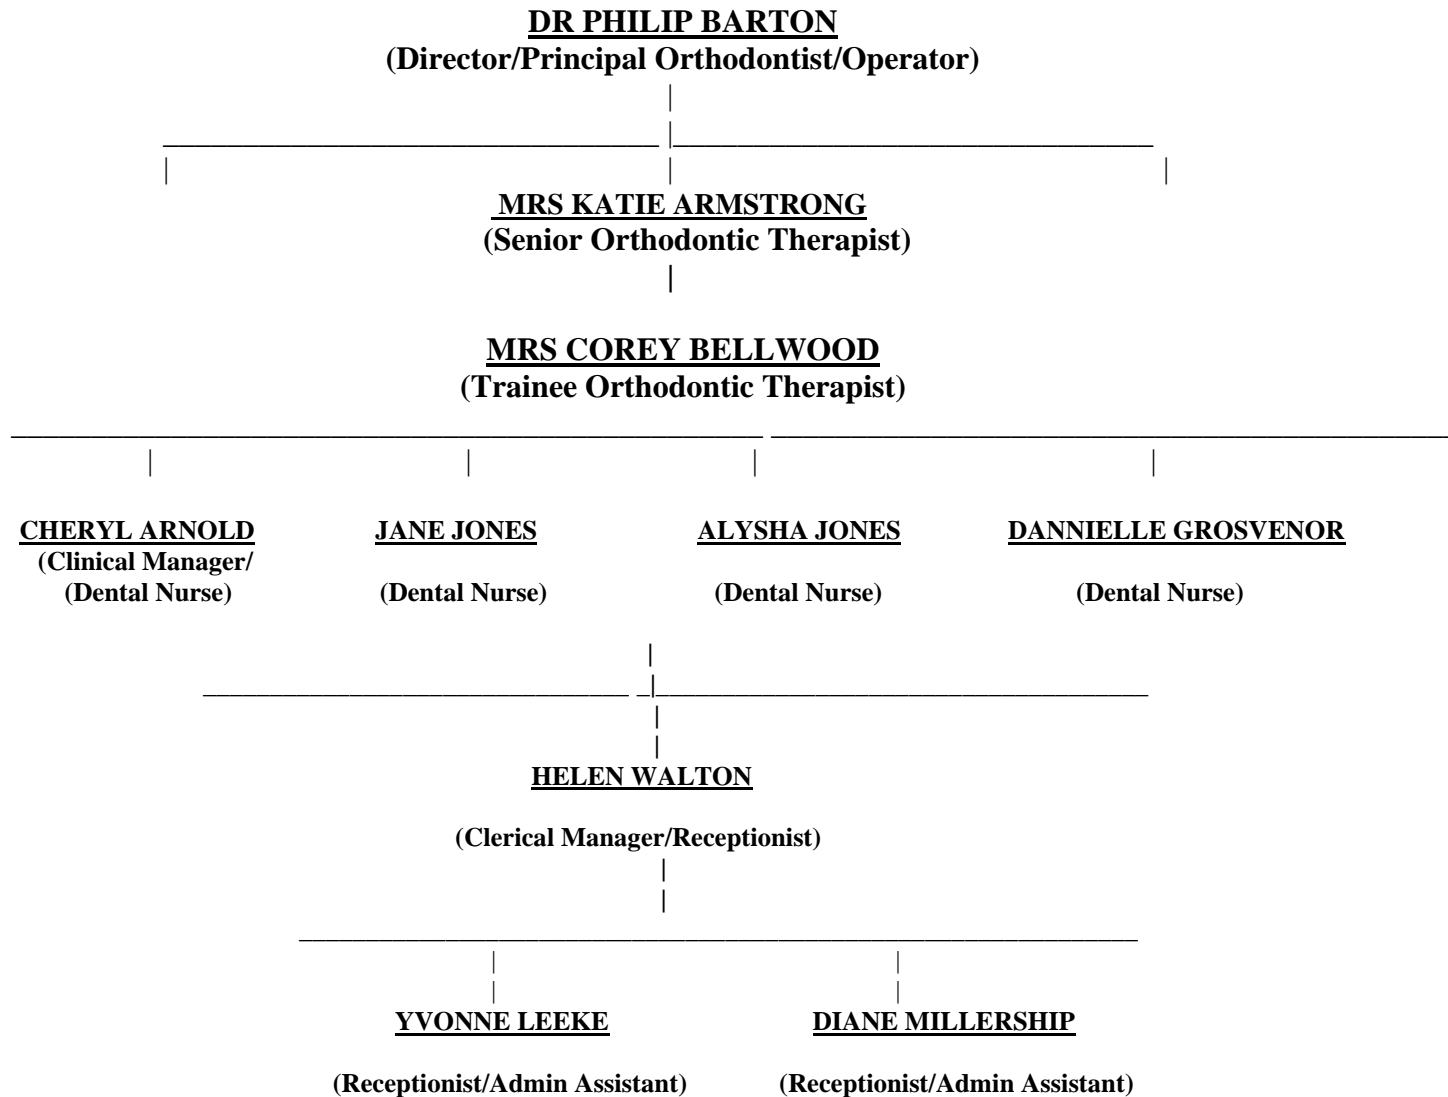 DR PHILIP BARTON
(Director/Principal Orthodontist/Operator)
MRS KATIE ARMSTRONG
(Senior Orthodontic Therapist)
MRS COREY BELLWOOD
(Trainee Orthodontic Therapist)
CHERYL ARNOLD JANE JONES ALYSHA JONES DANNIELLE GROSVENOR
(Clinical Manager/
(Dental Nurse) (Dental Nurse) (Dental Nurse) (Dental Nurse)
HELEN WALTON
(Clerical Manager/Receptionist)
YVONNE LEEKE DIANE MILLERSHIP
(Receptionist/Admin Assistant) (Receptionist/Admin Assistant)